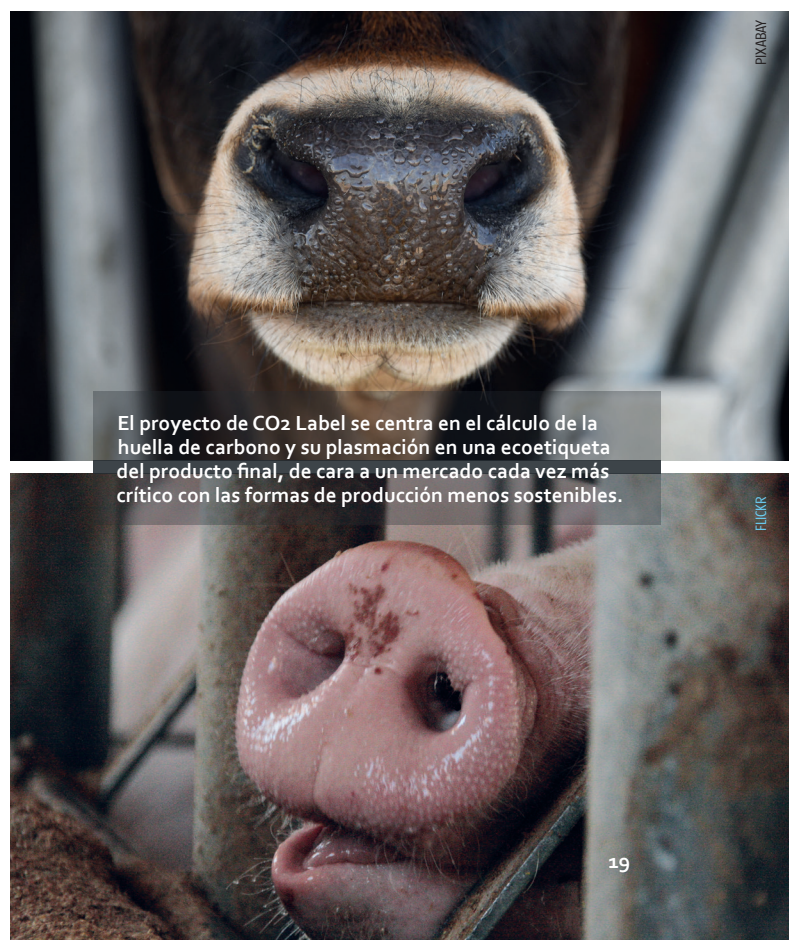 PIXABAY
El proyecto de CO2 Label se centra en el cálculo de la
huella de carbono y su plasmación en una ecoetiqueta
del producto final, de cara a un mercado cada vez más
crítico con las formas de producción menos sostenibles.
FLICKR
19